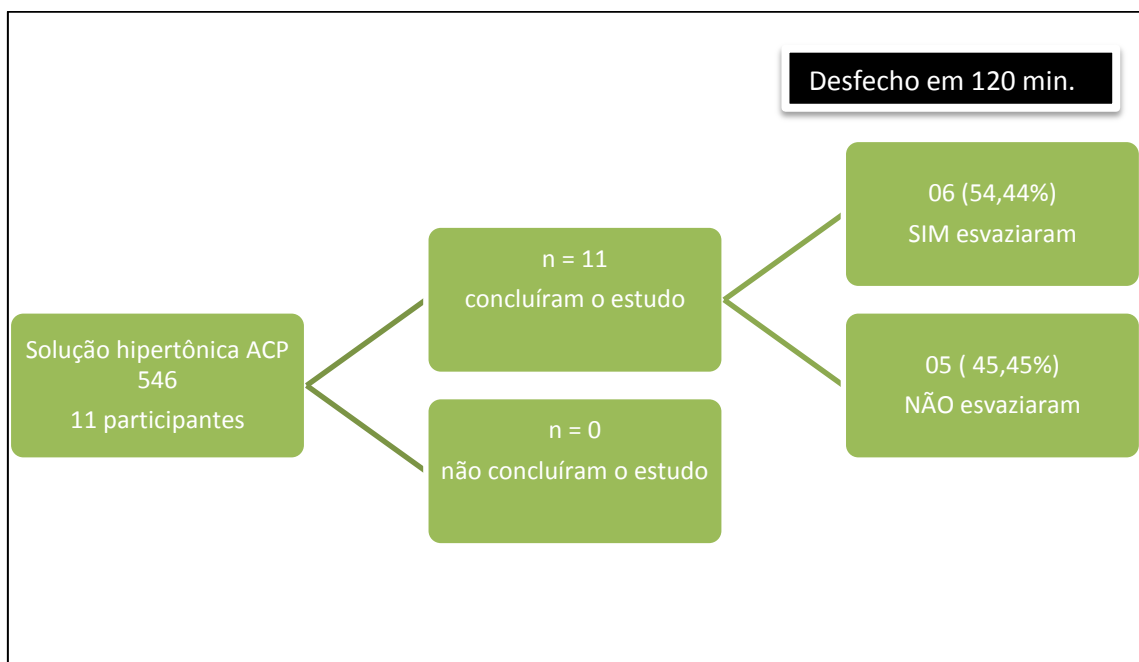 Desfecho em 120 min.
Solução hipertônica ACP
546
11 participantes
n = 11
concluíram o estudo
n = 0
não concluíram o estudo
06 (54,44%)
SIM esvaziaram
05 ( 45,45%)
NÃO esvaziaram